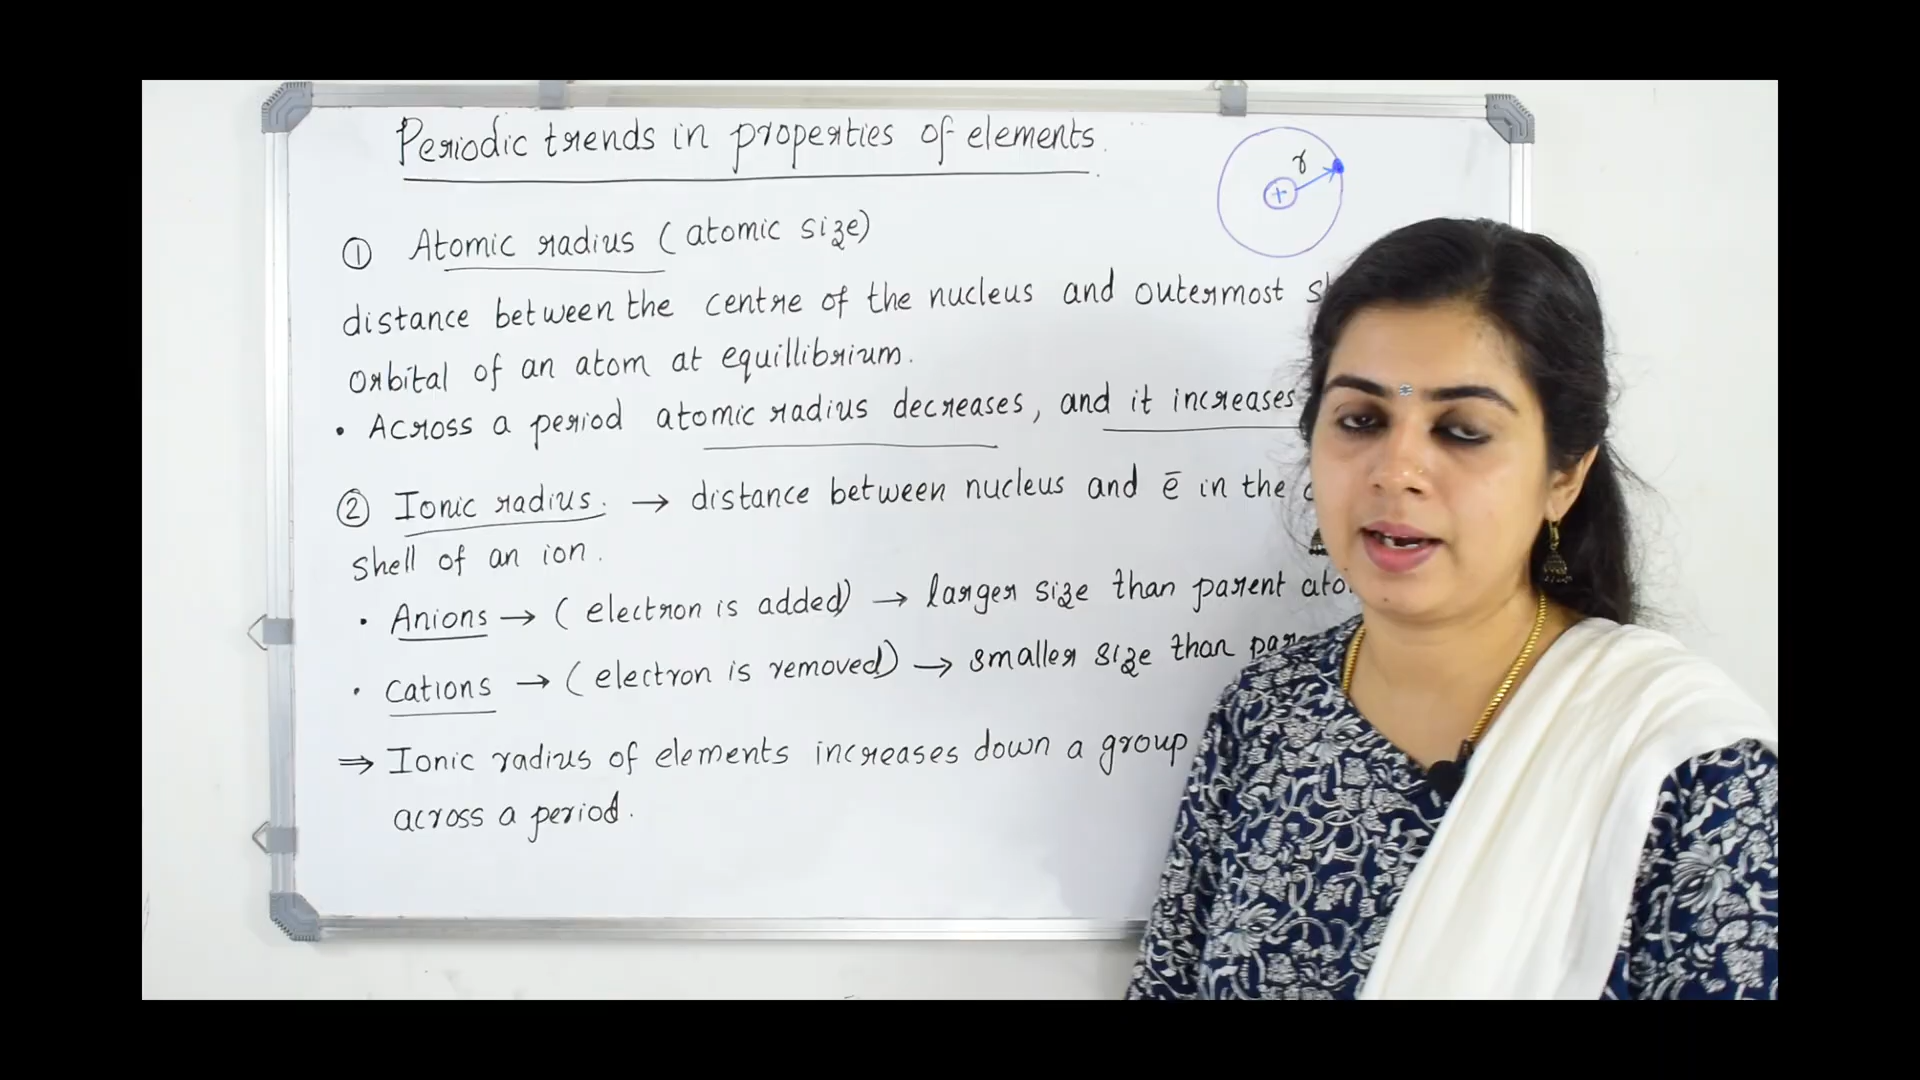 Periodic trends in properties of elements.
r
+
① Atomic radius (atomic size)
distance between the centre of the nucleus and outermost
orbital of an atom at equillibrium.
• Across a period atomic radius decreases, and it increases
② Ionic radius. → distance between nucleus and ē in the
shell of an ion.
• Anions → (electron is added) → larger size than parent
• Cations → (electron is removed) → smaller size than
⇒ Ionic radius of elements increases down a group
across a period.